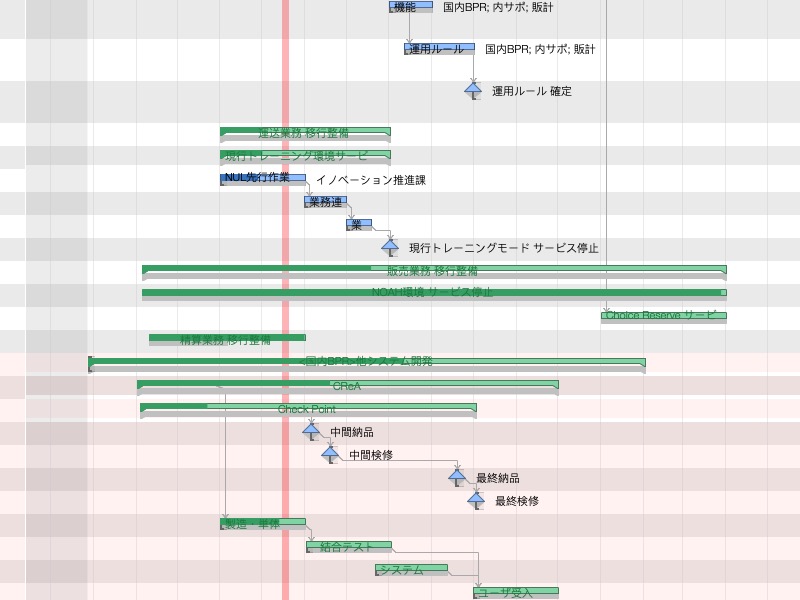 機能 国内BPR; 内サポ; 販計
運用ルール 国内BPR; 内サポ; 販計
運用ルール 確定
運送業務 移行整備
現行トレーニング環境サービ
NUL先行作業 イノベーション推進課
業務連
業
現行トレーニングモード サービス停止
販売業務 移行整備
NOAH環境 サービス停止
Choice Reserve サービ
精算業務 移行整備
<国内BPR>他システム開発
CReA
Check Point
中間納品
中間検修
最終納品
最終検修
製造・単体
結合テスト
システム
ユーザ受入